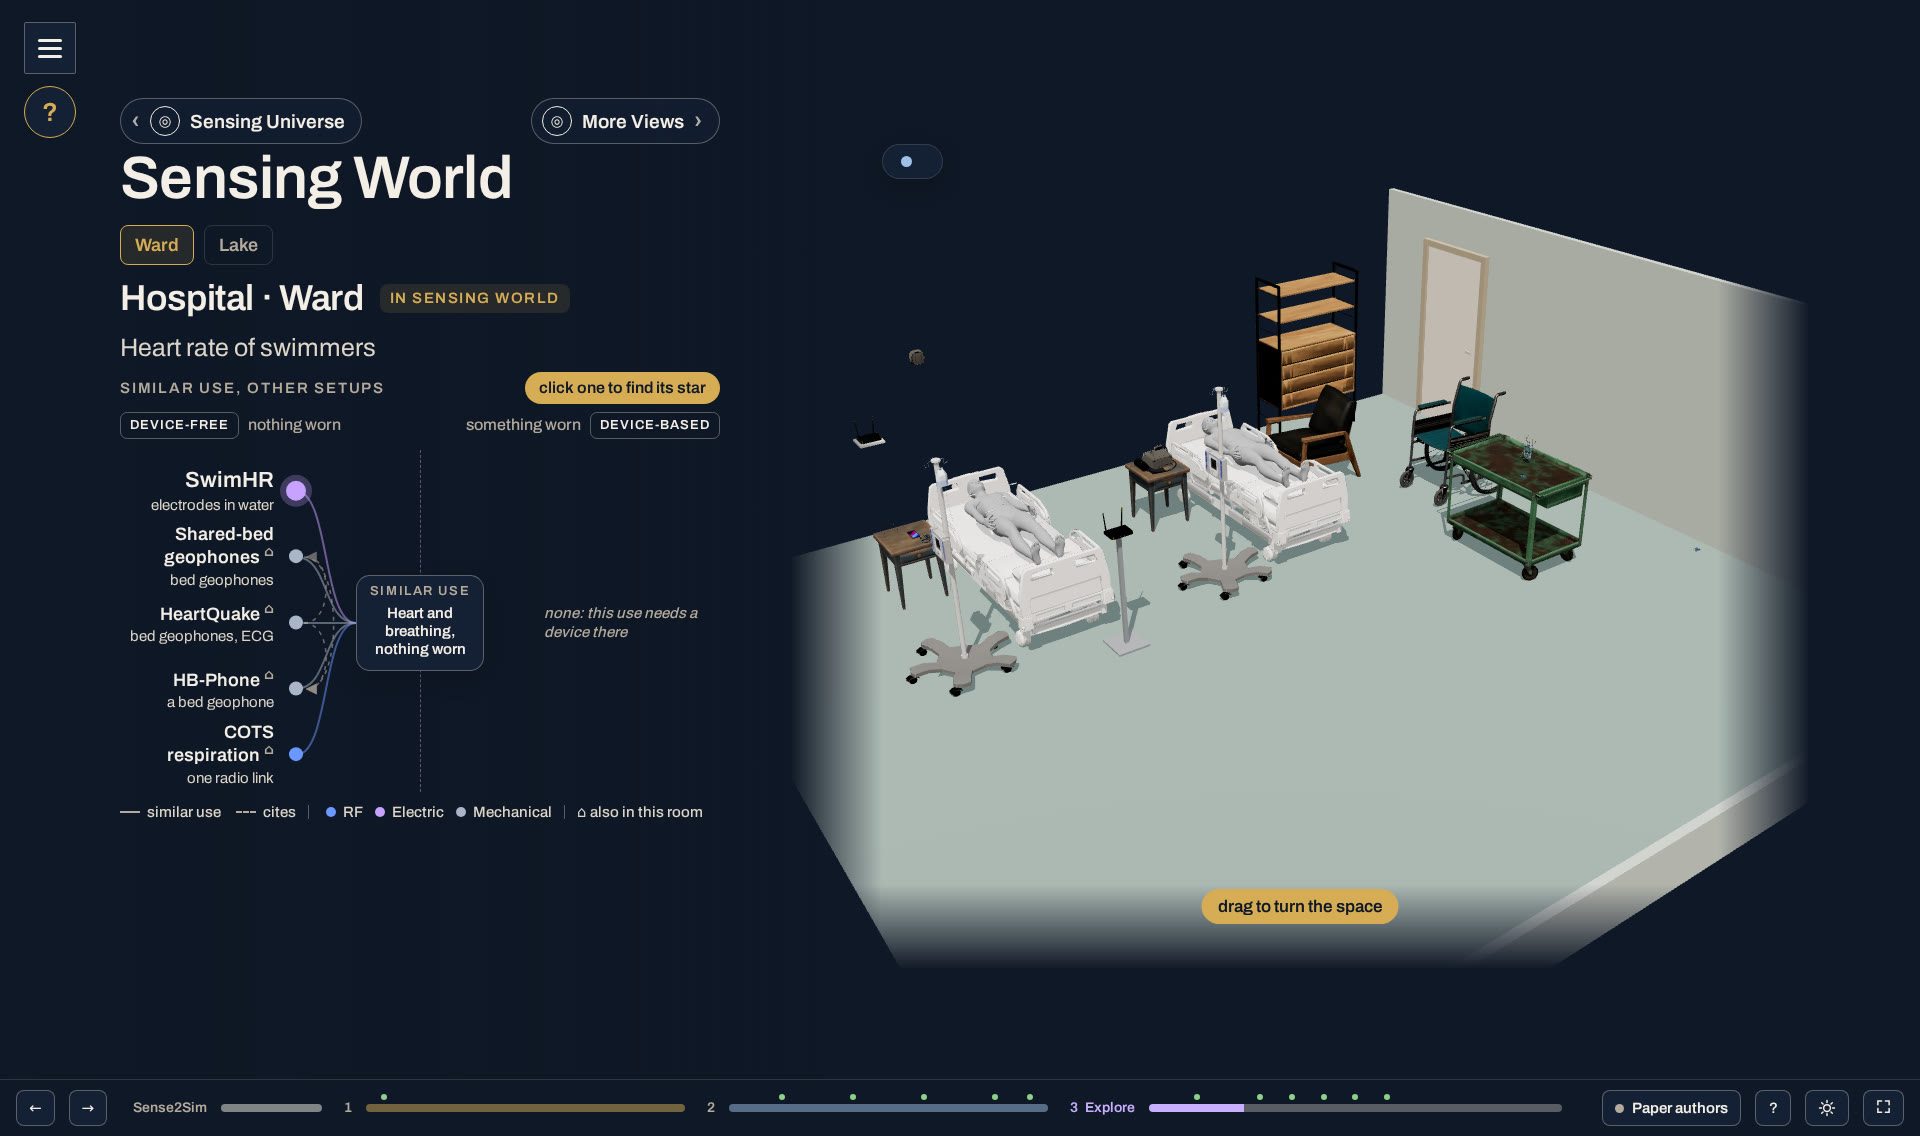 ?
‹ ◎ Sensing Universe
◎ More Views ›
Sensing World
Ward
Lake
Hospital · Ward
IN SENSING WORLD
Heart rate of swimmers
SIMILAR USE, OTHER SETUPS
click one to find its star
DEVICE-FREE nothing worn
something worn DEVICE-BASED
SwimHR
electrodes in water
Shared-bed
geophones ⌂
bed geophones
HeartQuake ⌂
bed geophones, ECG
HB-Phone ⌂
a bed geophone
COTS
respiration ⌂
one radio link
SIMILAR USE
Heart and
breathing,
nothing worn
none: this use needs a
device there
similar use
cites
RF
Electric
Mechanical
⌂ also in this room
drag to turn the space
← → Sense2Sim 1 2 3 Explore Paper authors ?